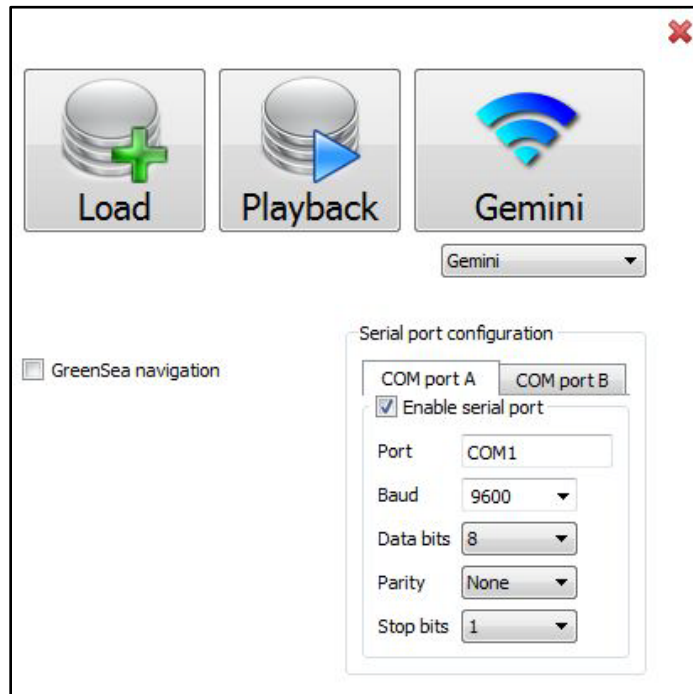 Load
Playback
Gemini
Gemini
GreenSea navigation
Serial port configuration
COM port A
COM port B
Enable serial port
Port COM1
Baud 9600
Data bits 8
Parity None
Stop bits 1